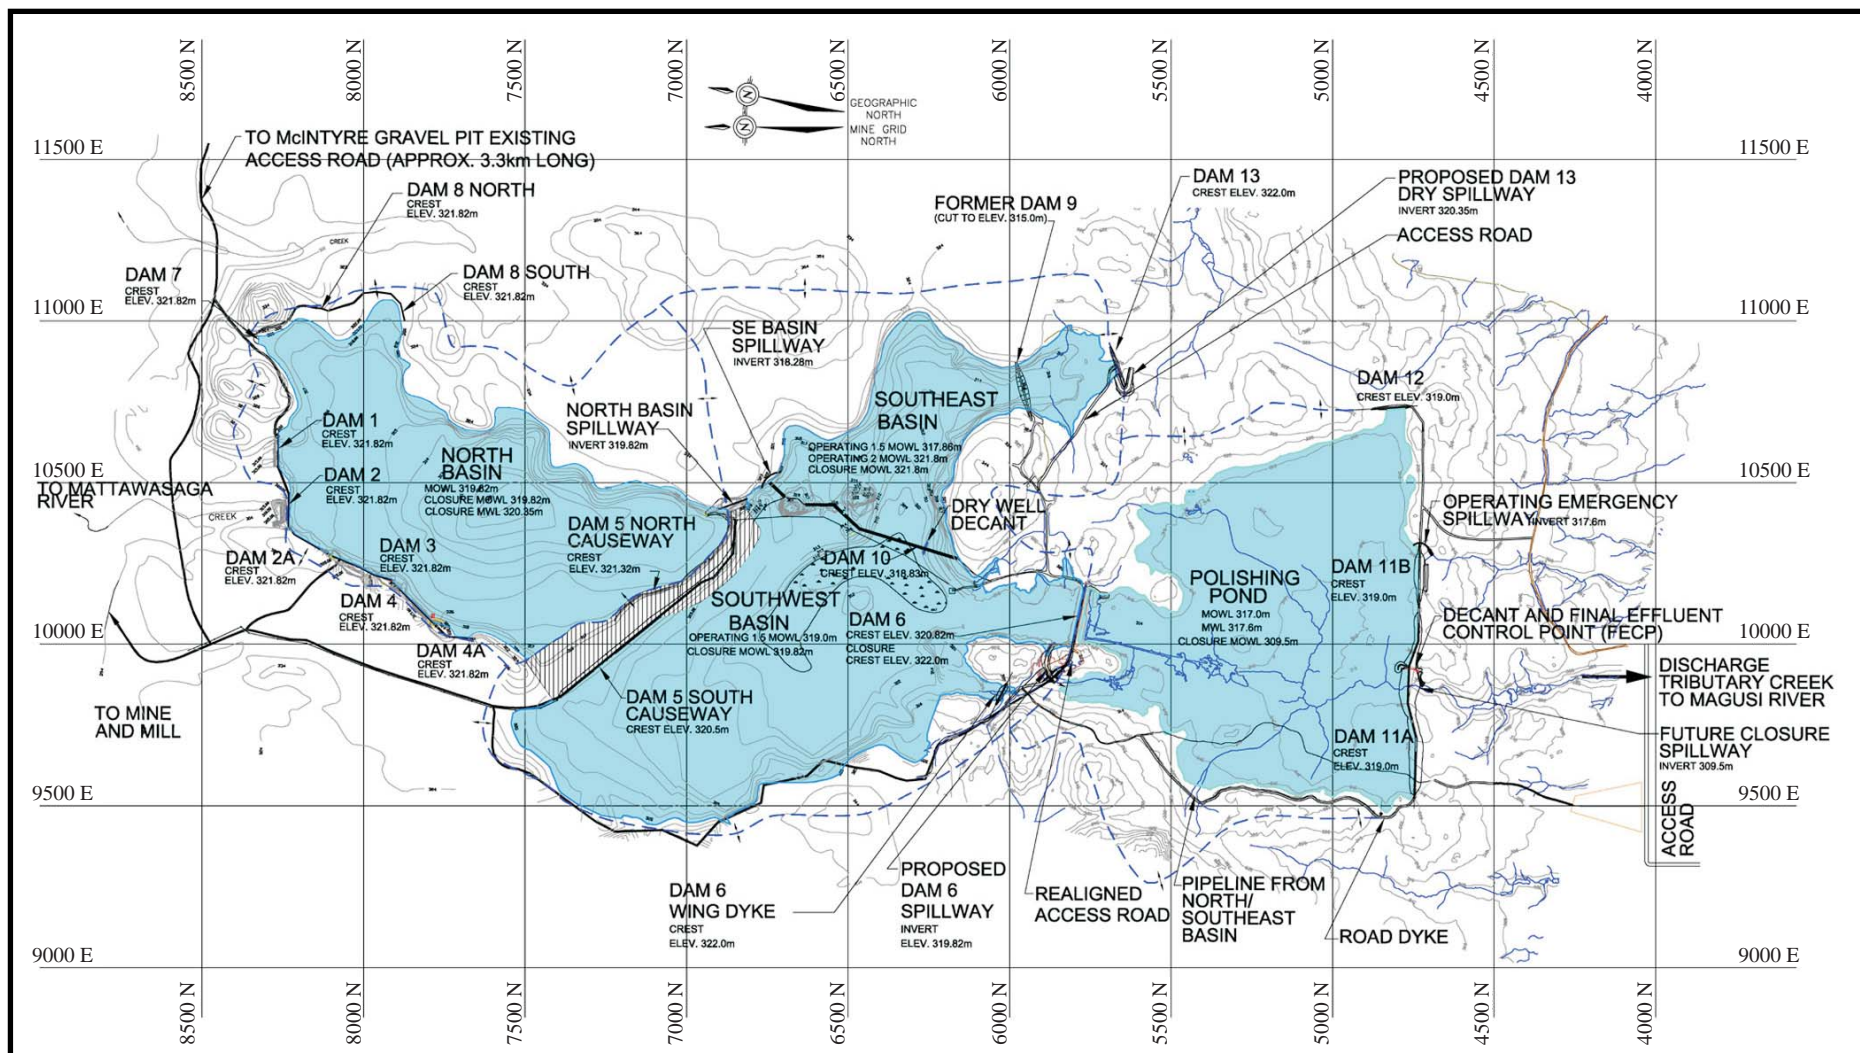 8500 N
8000 N
7500 N
7000 N
6500 N
6000 N
5500 N
5000 N
4500 N
4000 N
GEOGRAPHIC
NORTH
MINE GRID
NORTH
N
N
11500 E
11500 E
TO McINTYRE GRAVEL PIT EXISTING
ACCESS ROAD (APPROX. 3.3km LONG)
DAM 8 NORTH
CREST
ELEV. 321.82m
CREEK
DAM 7
CREST
ELEV. 321.82m
DAM 8 SOUTH
CREST
ELEV. 321.82m
FORMER DAM 9
(CUT TO ELEV. 315.0m)
DAM 13
CREST ELEV. 322.0m
PROPOSED DAM 13
DRY SPILLWAY
INVERT 320.35m
ACCESS ROAD
11000 E
11000 E
SE BASIN
SPILLWAY
INVERT 318.28m
NORTH BASIN
SPILLWAY
INVERT 319.82m
SOUTHEAST
BASIN
OPERATING 1.5 MOWL 317.86m
OPERATING 2 MOWL 321.8m
CLOSURE MOWL 321.8m
DAM 12
CREST ELEV. 319.0m
DAM 1
CREST
ELEV. 321.82m
NORTH
BASIN
MOWL 319.82m
CLOSURE MOWL 319.82m
CLOSURE MWL 320.35m
DAM 2
CREST
ELEV. 321.82m
10500 E
10500 E
TO MATTAWASAGA
RIVER
CREEK
DAM 2A
CREST
ELEV. 321.82m
DAM 3
CREST
ELEV. 321.82m
DAM 4
CREST
ELEV. 321.82m
DAM 4A
CREST
ELEV. 321.82m
DAM 5 NORTH
CAUSEWAY
CREST
ELEV. 321.32m
DRY WELL
DECANT
DAM 10
CREST ELEV. 318.83m
SOUTHWEST
BASIN
OPERATING 1.5 MOWL 319.0m
CLOSURE MOWL 319.82m
DAM 6
CREST ELEV. 320.82m
CLOSURE
CREST ELEV. 322.0m
POLISHING
POND
MOWL 317.0m
MWL 317.6m
CLOSURE MOWL 309.5m
DAM 11B
CREST
ELEV. 319.0m
OPERATING EMERGENCY
SPILLWAY INVERT 317.6m
DECANT AND FINAL EFFLUENT
CONTROL POINT (FECP)
10000 E
10000 E
DISCHARGE
TRIBUTARY CREEK
TO MAGUSI RIVER
TO MINE
AND MILL
DAM 5 SOUTH
CAUSEWAY
CREST ELEV. 320.5m
DAM 11A
CREST
ELEV. 319.0m
FUTURE CLOSURE
SPILLWAY
INVERT 309.5m
9500 E
9500 E
ACCESS
ROAD
DAM 6
WING DYKE
CREST
ELEV. 322.0m
PROPOSED
DAM 6
SPILLWAY
INVERT
ELEV. 319.82m
REALIGNED
ACCESS ROAD
PIPELINE FROM
NORTH/
SOUTHEAST
BASIN
ROAD DYKE
9000 E
9000 E
8500 N
8000 N
7500 N
7000 N
6500 N
6000 N
5500 N
5000 N
4500 N
4000 N